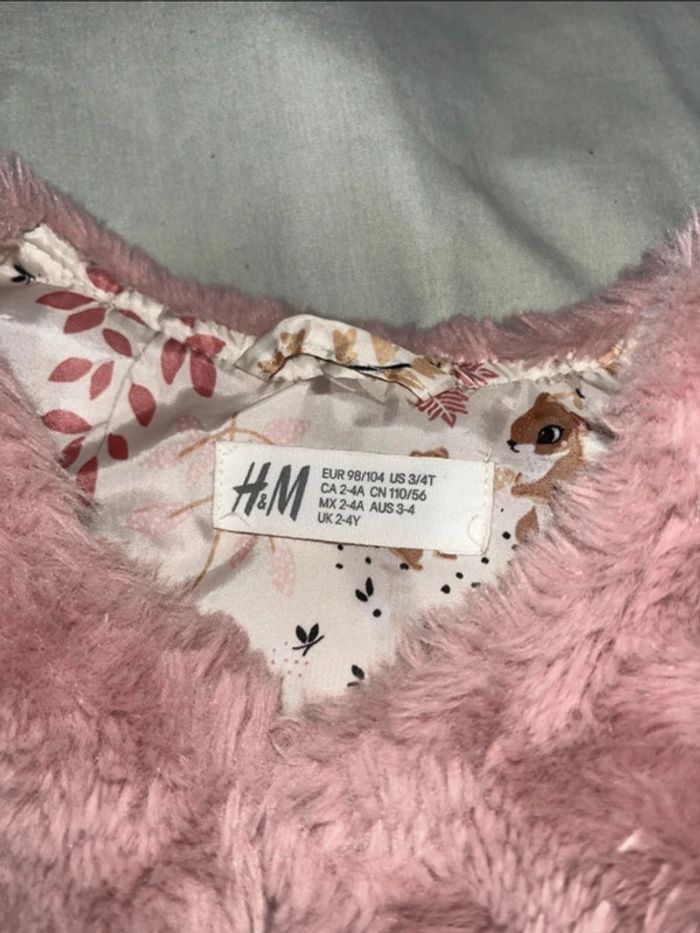 H&M
EUR 98/104 US 3/4T
CA 2-4A CN 110/56
MX 2-4A AUS 3-4
UK 2-4Y